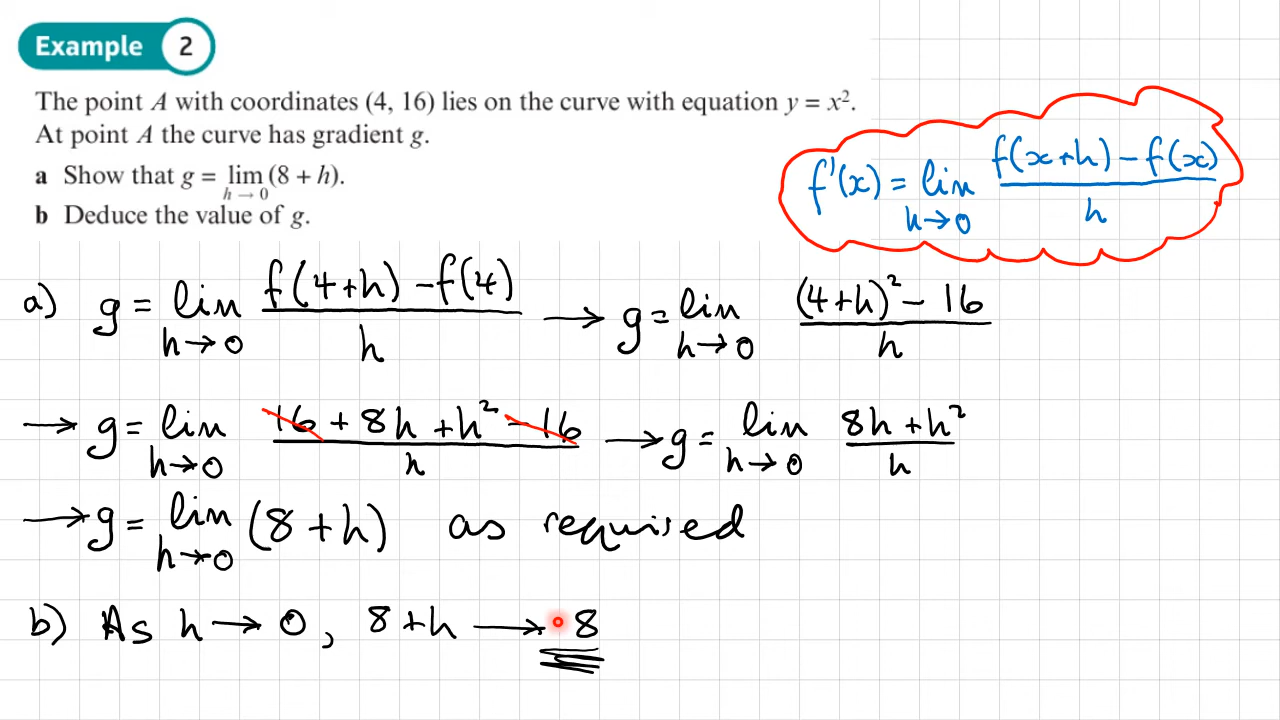 Example 2
The point A with coordinates (4, 16) lies on the curve with equation y = x².
At point A the curve has gradient g.
a Show that g = lim h → 0 (8 + h).
b Deduce the value of g.
f'(x) = lim h→0 f(x+h) - f(x) / h
a) g = lim h→0 f(4+h) - f(4) / h → g = lim h→0 (4+h)² - 16 / h
→ g = lim h→0 16 + 8h + h² - 16 / h → g = lim h→0 8h + h² / h
→ g = lim h→0 (8 + h) as required
b) As h → 0, 8 + h → 8